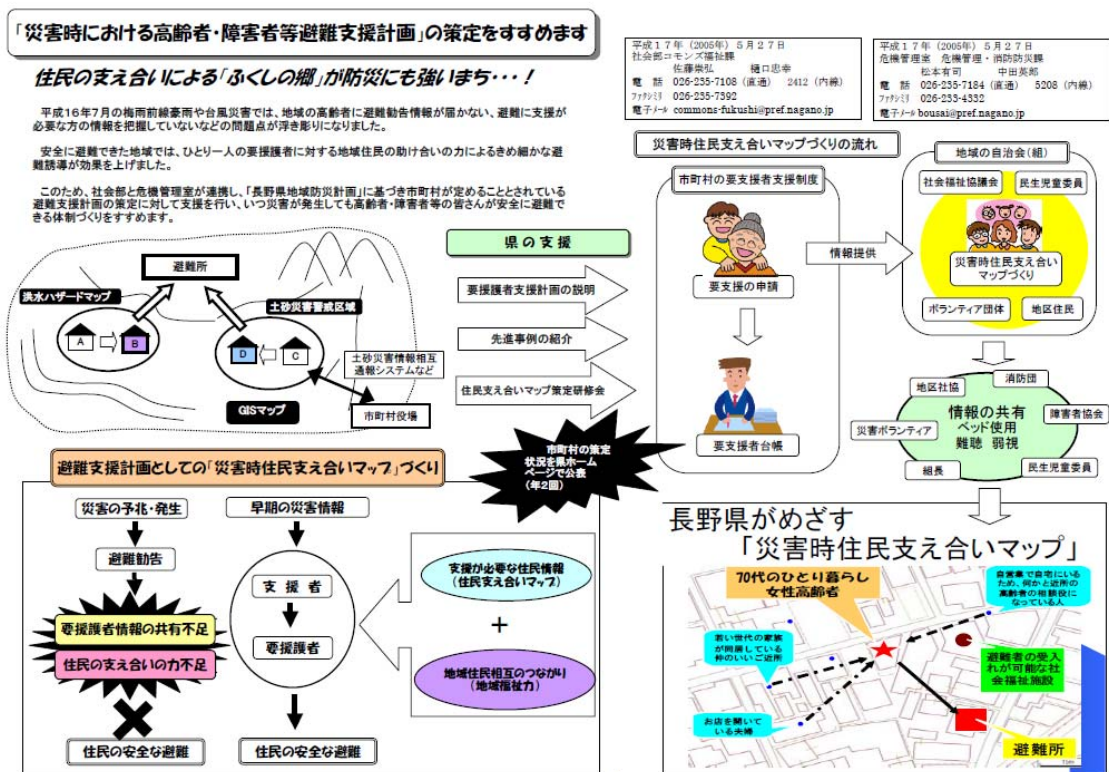 「災害時における高齢者・障害者等避難支援計画」の策定をすすめます
住民の支え合いによる「ふくしの郷」が防災にも強いまち・・・！
平成16年7月の梅雨前線豪雨や台風災害では、地域の高齢者に避難勧告情報が届かない、避難に支援が
必要な方の情報を把握していないなどの問題点が浮き彫りになりました。
安全に避難できた地域では、ひとり一人の要援護者に対する地域住民の助け合いの力によるきめ細かな避
難誘導が効果を上げました。
このため、社会部と危機管理室が連携し、「長野県地域防災計画」に基づき市町村が定めることとされている
避難支援計画の策定に対して支援を行い、いつ災害が発生しても高齢者・障害者等の皆さんが安全に避難で
きる体制づくりをすすめます。
平成17年（2005年）5月27日
社会部コモンズ福祉課
佐藤崇弘　樋口忠幸
電　話　026-235-7108（直通）　2412（内線）
ﾌｧｸｼﾐﾘ　026-235-7392
電子ﾒｰﾙ commons-fukushi@pref.nagano.jp
平成17年（2005年）5月27日
危機管理室　危機管理・消防防災課
松本有司　中田英郎
電　話　026-235-7184（直通）　5208（内線）
ﾌｧｸｼﾐﾘ　026-233-4332
電子ﾒｰﾙ bousai@pref.nagano.jp
避難所
洪水ハザードマップ
土砂災害警戒区域
A
B
D
C
土砂災害情報相互
通報システムなど
GISマップ
市町村役場
県の支援
要援護者支援計画の説明
先進事例の紹介
住民支え合いマップ策定研修会
市町村の策定
状況を県ホーム
ページで公表
（年2回）
災害時住民支え合いマップづくりの流れ
市町村の要支援者支援制度
要支援の申請
要支援者台帳
情報提供
地域の自治会（組）
社会福祉協議会
民生児童委員
災害時住民支え合い
マップづくり
ボランティア団体
地区住民
地区社協
消防団
情報の共有
ベッド使用
難聴 弱視
障害者協会
災害ボランティア
組長
民生児童委員
避難支援計画としての「災害時住民支え合いマップ」づくり
災害の予兆・発生
避難勧告
要援護者情報の共有不足
住民の支え合いの力不足
住民の安全な避難
早期の災害情報
支援者
要援護者
住民の安全な避難
支援が必要な住民情報
（住民支え合いマップ）
+
地域住民相互のつながり
（地域福祉力）
長野県がめざす
「災害時住民支え合いマップ」
70代のひとり暮らし
女性高齢者
自営業で自宅にいる
ため、何かと近所の
高齢者の相談役に
なっている人
若い世代の家族
が同居している
仲のいいご近所
避難者の受入
れが可能な社
会福祉施設
お店を開いて
いる夫婦
避難所